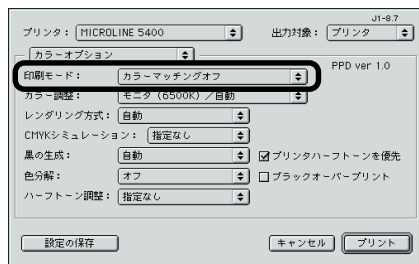 J1-8.7
プリンタ： MICROLINE 5400 出力対象： プリンタ
カラーオプション
PPD ver 1.0
印刷モード： カラーマッチングオフ
カラー調整： モニタ（6500K）／自動
レンダリング方式： 自動
CMYKシミュレーション： 指定なし
黒の生成： 自動 プリンタハーフトーンを優先
色分解： オフ ブラックオーバープリント
ハーフトーン調整： 指定なし
設定の保存 キャンセル プリント